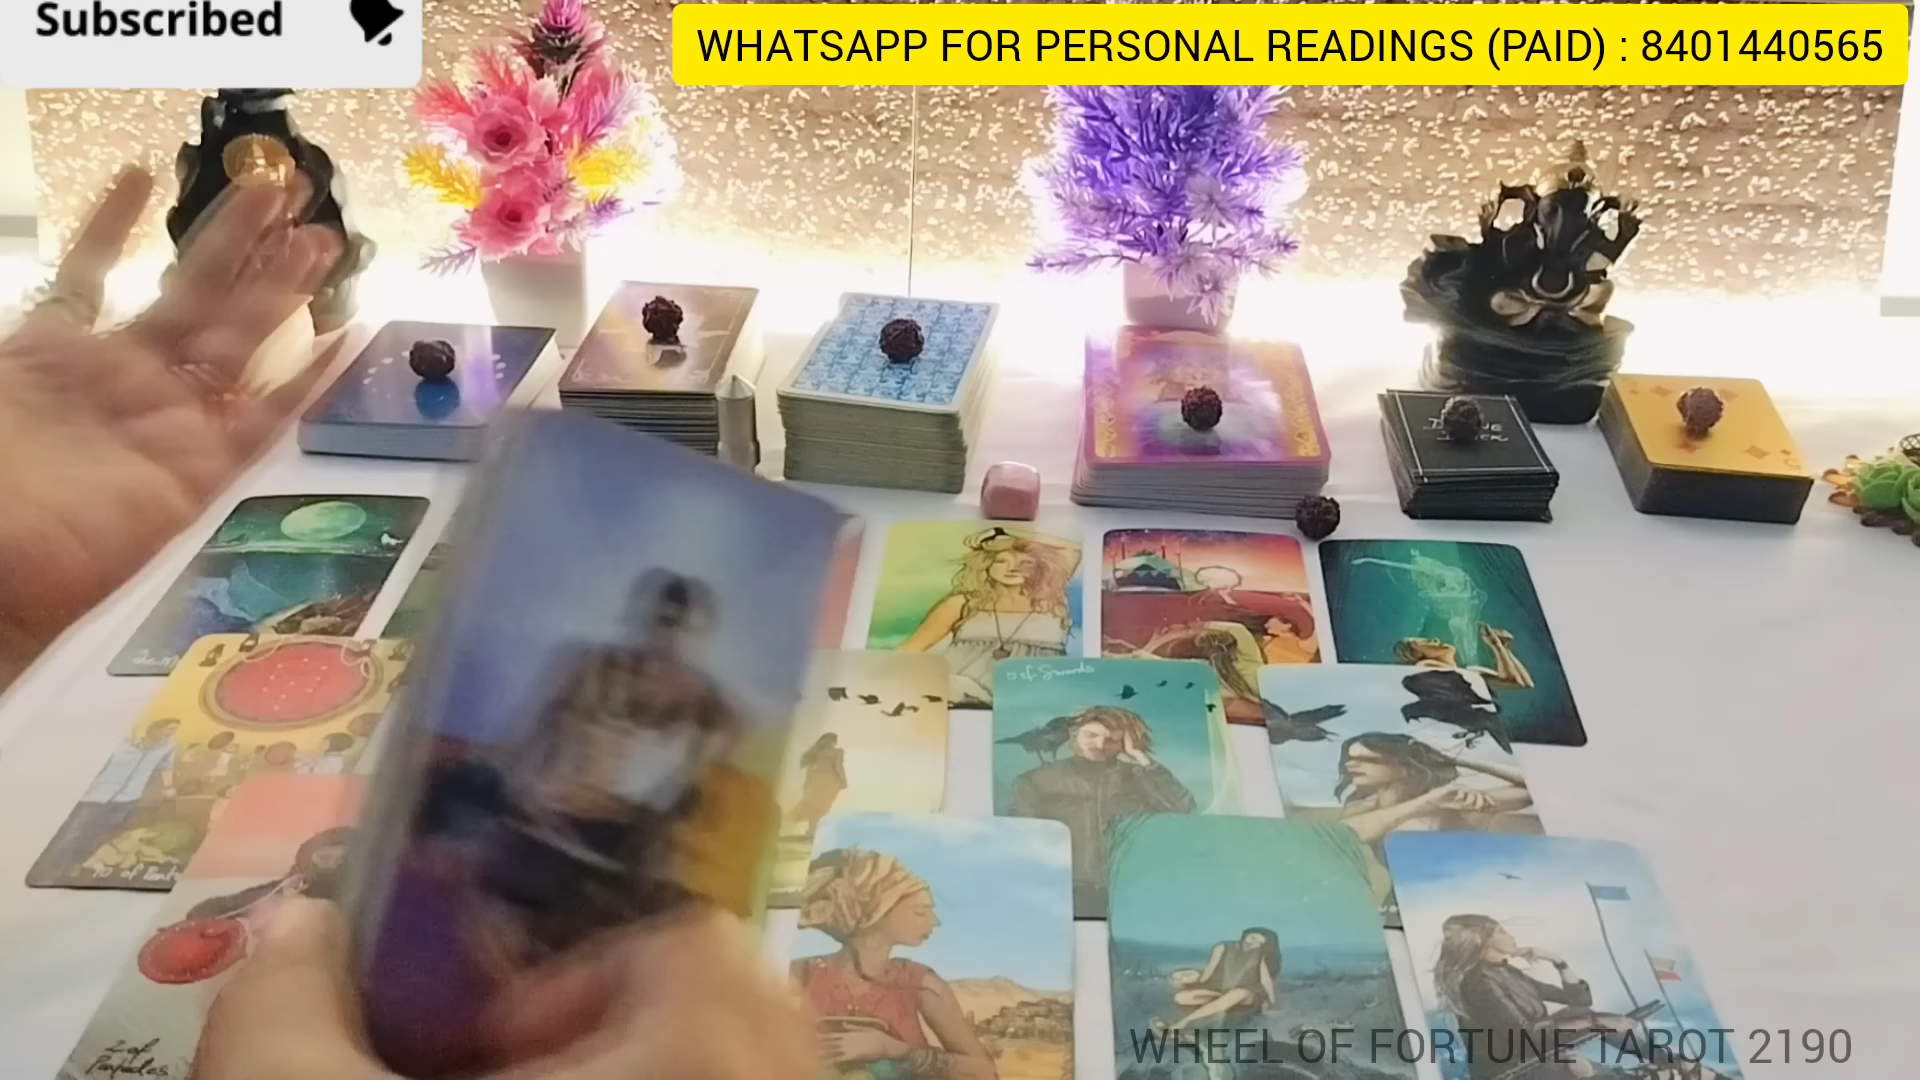 Subscribed
WHATSAPP FOR PERSONAL READINGS (PAID) : 8401440565
5 of Swords
10 of
2 of
Pentacles
WHEEL OF FORTUNE TAROT 2190